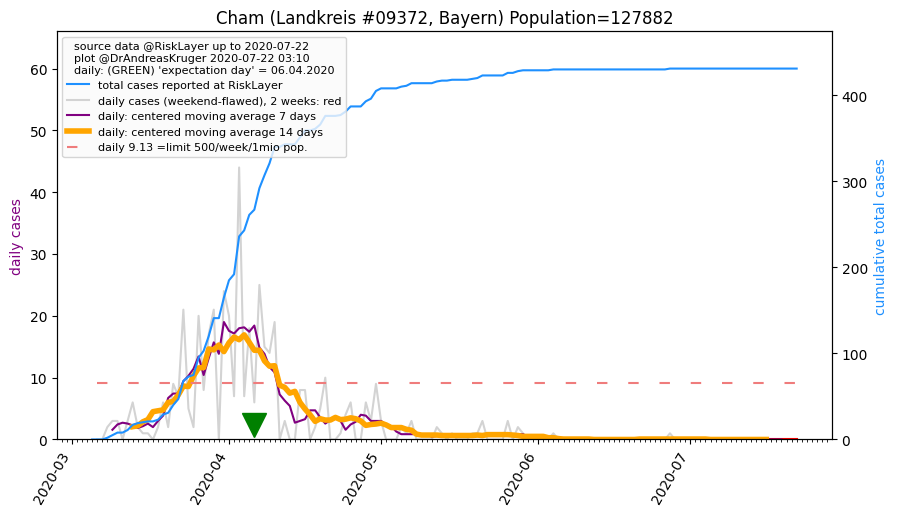 Cham (Landkreis #09372, Bayern) Population=127882
source data @RiskLayer up to 2020-07-22
plot @DrAndreasKruger 2020-07-22 03:10
daily: (GREEN) 'expectation day' = 06.04.2020
total cases reported at RiskLayer
daily cases (weekend-flawed), 2 weeks: red
daily: centered moving average 7 days
daily: centered moving average 14 days
daily 9.13 =limit 500/week/1mio pop.
daily cases
60
50
40
30
20
10
0
cumulative total cases
400
300
200
100
0
2020-03
2020-04
2020-05
2020-06
2020-07